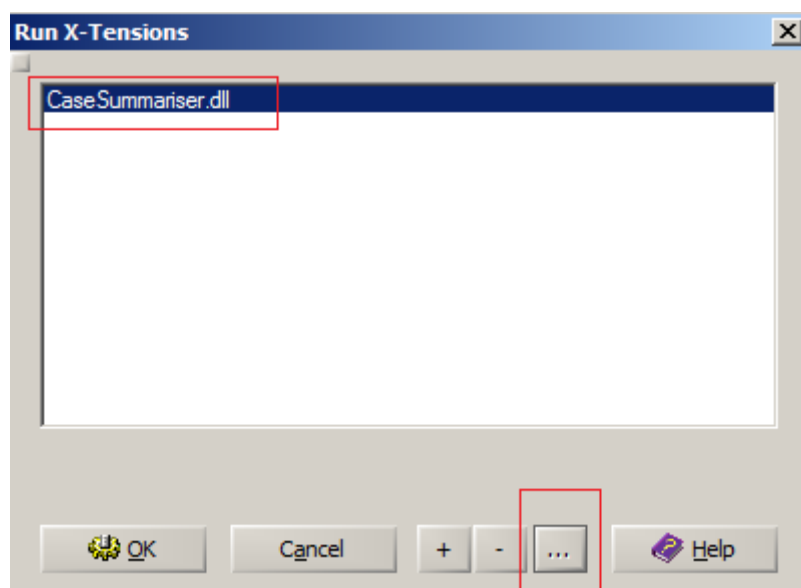 Run X-Tensions
CaseSummariser.dll
OK
Cancel
+
-
...
Help